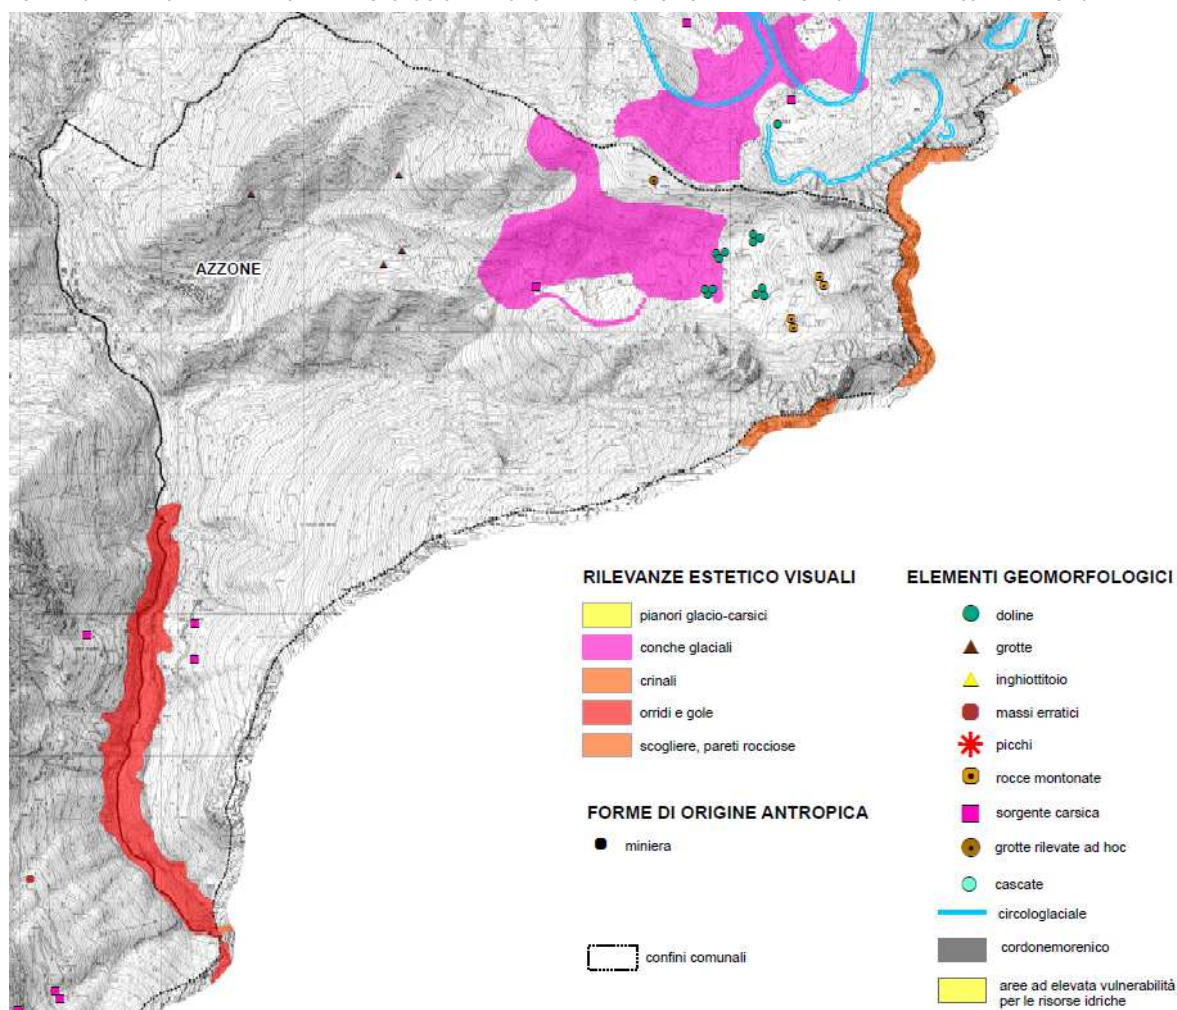 AZZONE
RILEVANZE ESTETICO VISUALI
pianori glacio-carsici
conche glaciali
crinali
orridi e gole
scogliere, pareti rocciose
FORME DI ORIGINE ANTROPICA
miniera
confini comunali
ELEMENTI GEOMORFOLOGICI
doline
grotte
inghiottitoio
massi erratici
picchi
rocce montonate
sorgente carsica
grotte rilevate ad hoc
cascate
circologlaciale
cordonemorenico
aree ad elevata vulnerabilità
per le risorse idriche